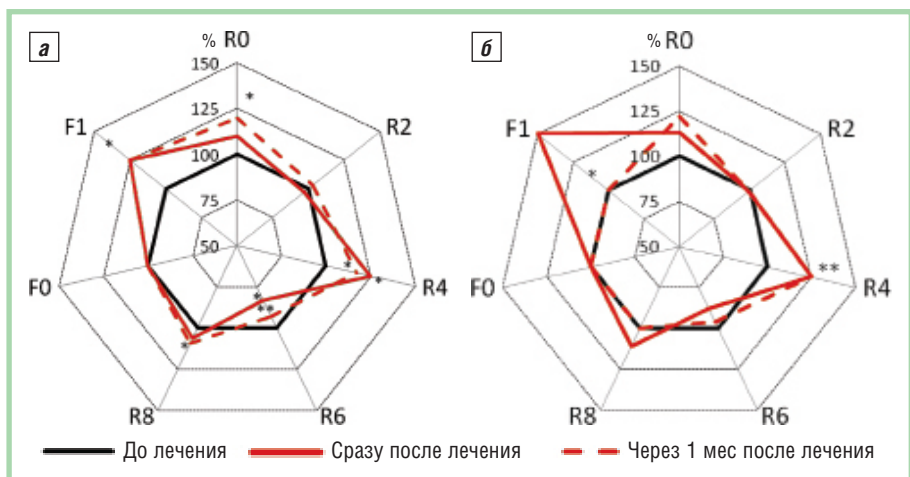 а
% R0
150
125
100
75
50
F1
R2
F0
R4
R8
R6
*
*
*
*
*
**
*
б
% R0
150
125
100
75
50
F1
R2
F0
R4
R8
R6
*
**
До лечения
Сразу после лечения
Через 1 мес после лечения